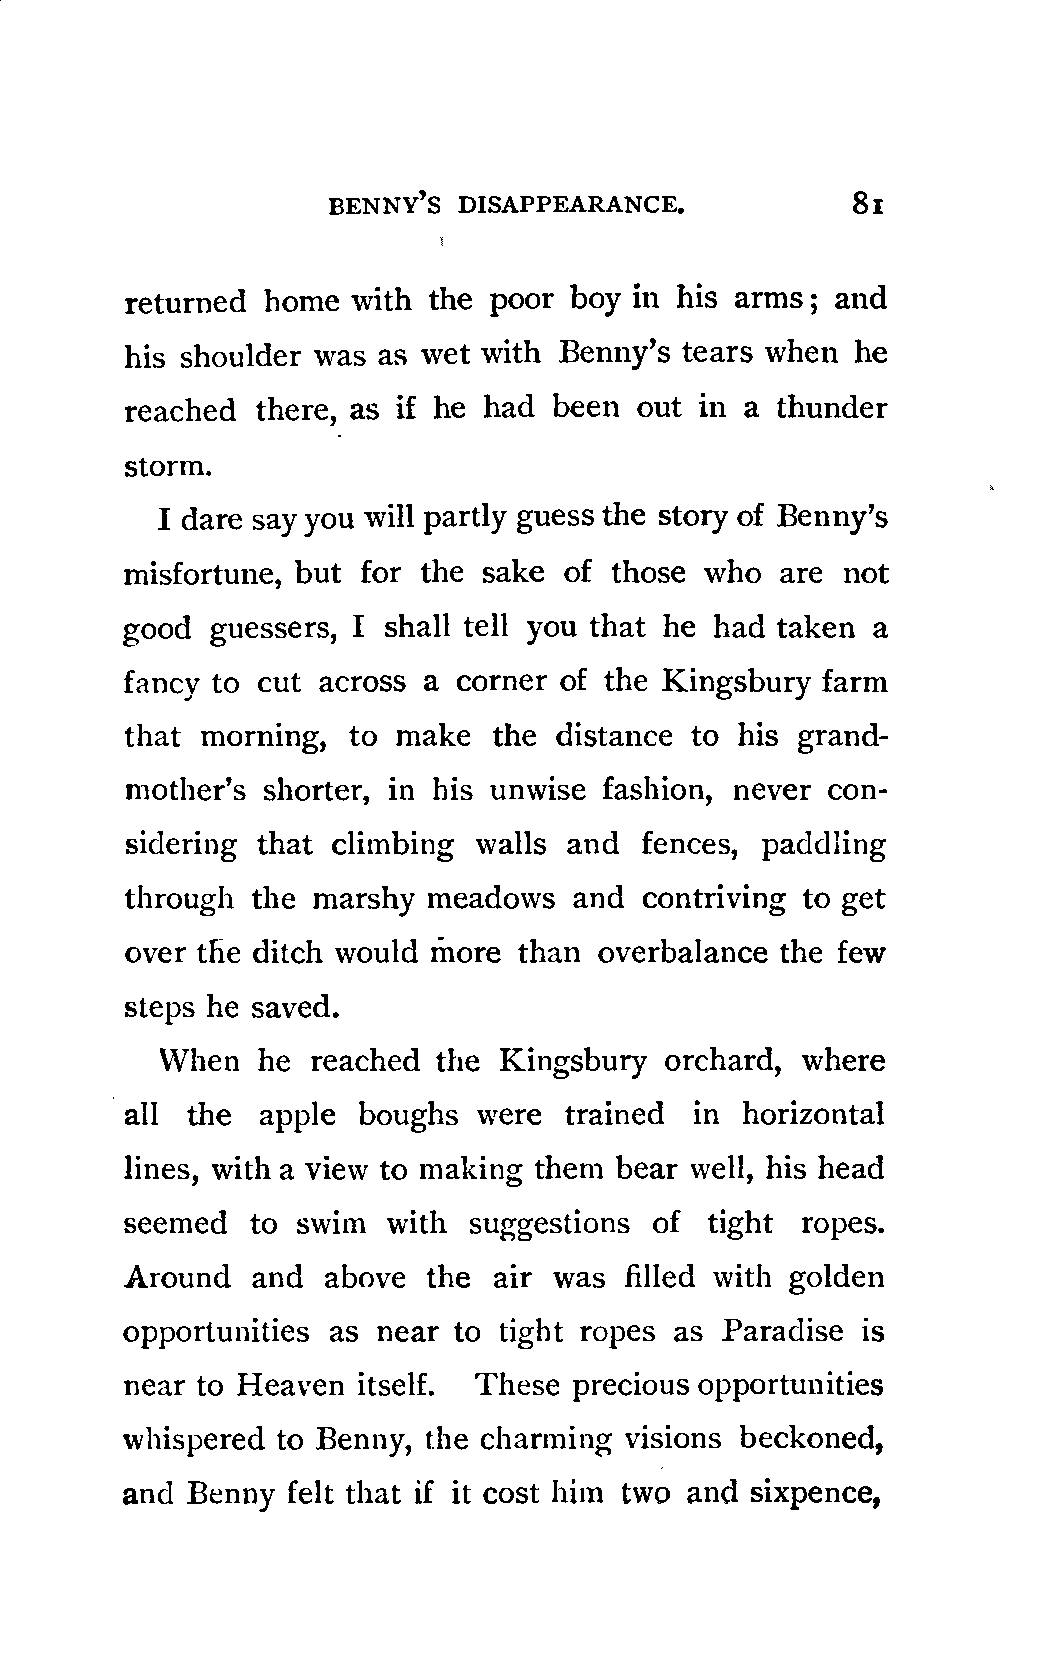 BENNY'S DISAPPEARANCE. 81
returned home with the poor boy in his arms; and
his shoulder was as wet with Benny's tears when he
reached there, as if he had been out in a thunder
storm.
I dare say you will partly guess the story of Benny's
misfortune, but for the sake of those who are not
good guessers, I shall tell you that he had taken a
fancy to cut across a corner of the Kingsbury farm
that morning, to make the distance to his grand-
mother's shorter, in his unwise fashion, never con-
sidering that climbing walls and fences, paddling
through the marshy meadows and contriving to get
over the ditch would more than overbalance the few
steps he saved.
When he reached the Kingsbury orchard, where
all the apple boughs were trained in horizontal
lines, with a view to making them bear well, his head
seemed to swim with suggestions of tight ropes.
Around and above the air was filled with golden
opportunities as near to tight ropes as Paradise is
near to Heaven itself. These precious opportunities
whispered to Benny, the charming visions beckoned,
and Benny felt that if it cost him two and sixpence,